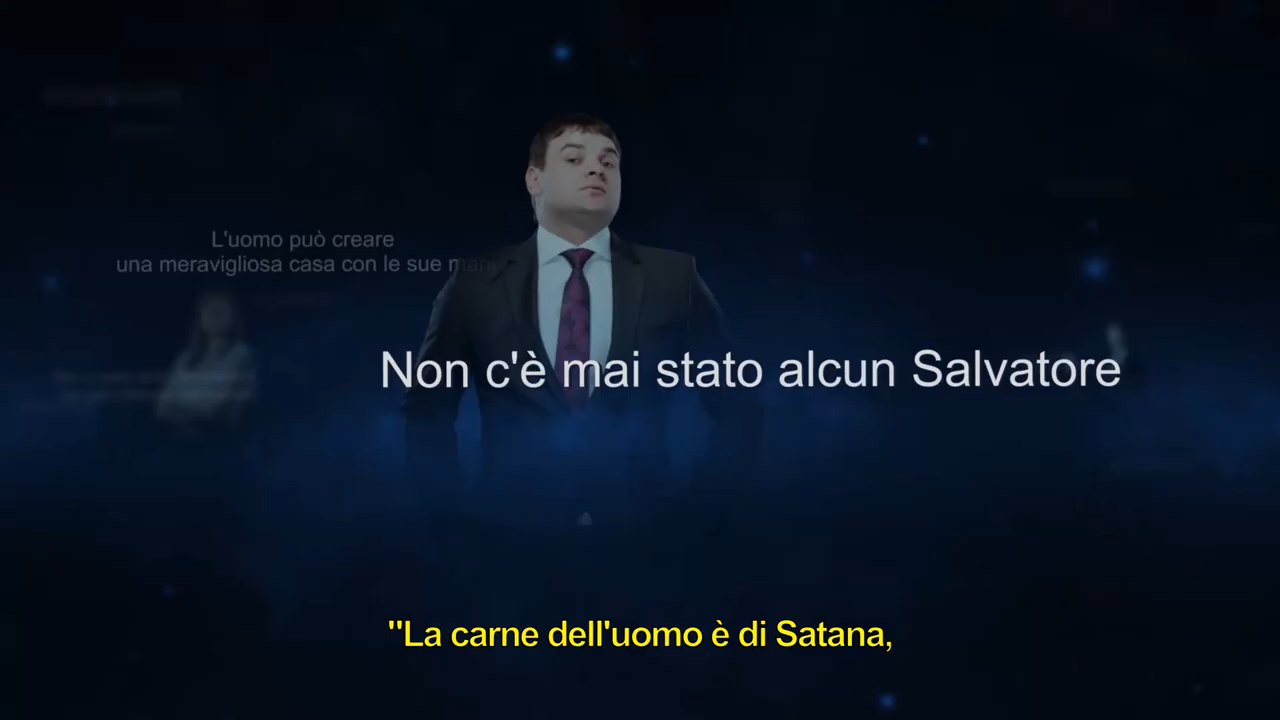 L'uomo può creare
una meravigliosa casa con le sue mani
Non c'è mai stato alcun Salvatore
"La carne dell'uomo è di Satana,